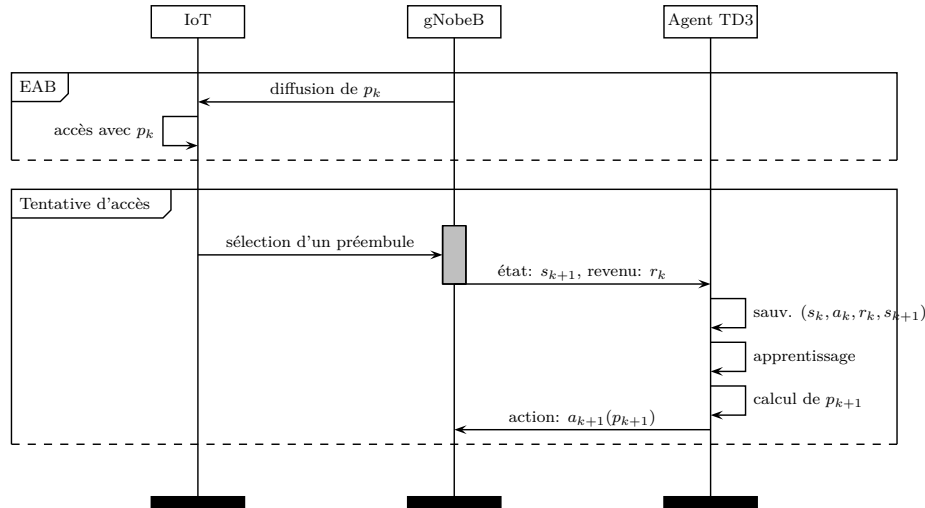 IoT
gNobeB
Agent TD3
EAB
diffusion de $p_k$
accès avec $p_k$
Tentative d'accès
sélection d'un préembule
état: $s_{k+1}$, revenu: $r_k$
sauv. $(s_k, a_k, r_k, s_{k+1})$
apprentissage
calcul de $p_{k+1}$
action: $a_{k+1}(p_{k+1})$